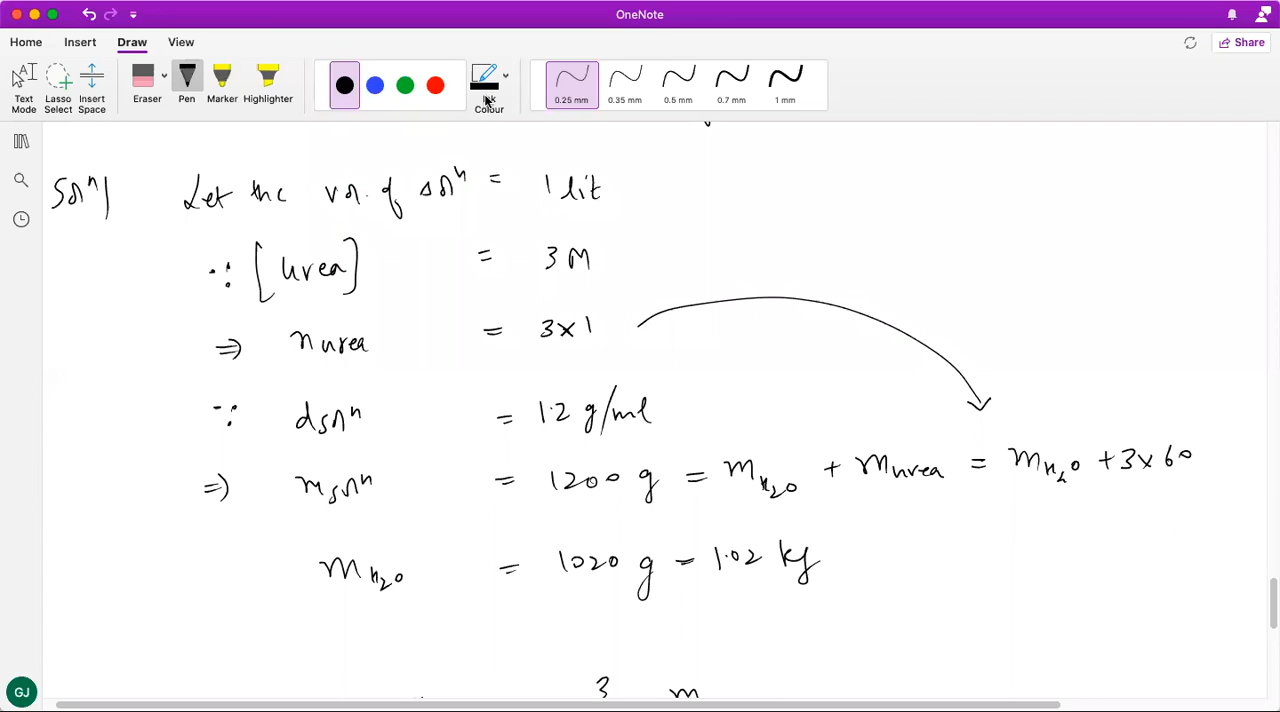 OneNote
Home Insert Draw View
Share
Text Mode Lasso Select Insert Space Eraser Pen Marker Highlighter Ink Colour 0.25 mm 0.35 mm 0.5 mm 0.7 mm 1 mm
Solⁿ| Let the vol. of solⁿ = 1 lit
∵ [urea] = 3M
⇒ n urea = 3×1
∵ dsolⁿ = 1.2 g/ml
⇒ msolⁿ = 1200 g = mH₂O + murea = mH₂O + 3×60
mH₂O = 1020 g = 1.02 kg
3 m
GJ